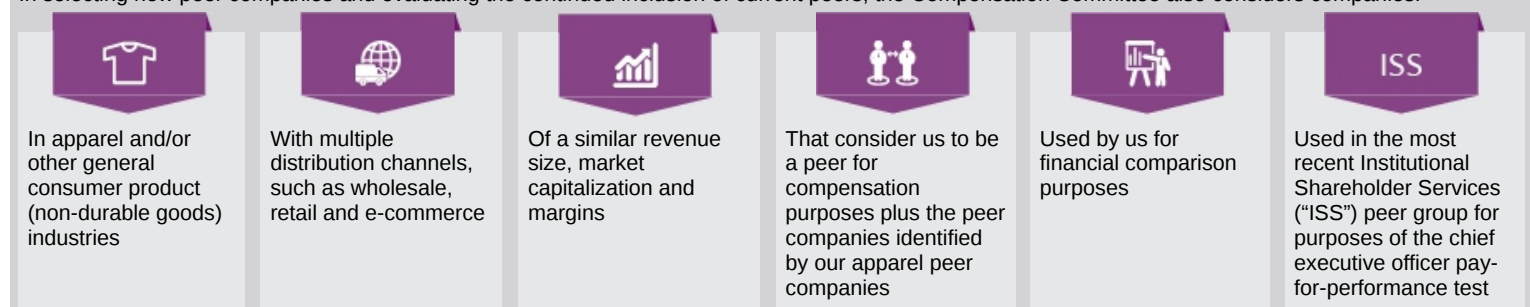 In selecting new peer companies and evaluating the continued inclusion of current peers, the Compensation Committee also considers companies:
ISS
In apparel and/or
other general
consumer product
(non-durable goods)
industries
With multiple
distribution channels,
such as wholesale,
retail and e-commerce
Of a similar revenue
size, market
capitalization and
margins
That consider us to be
a peer for
compensation
purposes plus the peer
companies identified
by our apparel peer
companies
Used by us for
financial comparison
purposes
Used in the most
recent Institutional
Shareholder Services
(“ISS”) peer group for
purposes of the chief
executive officer pay-
for-performance test